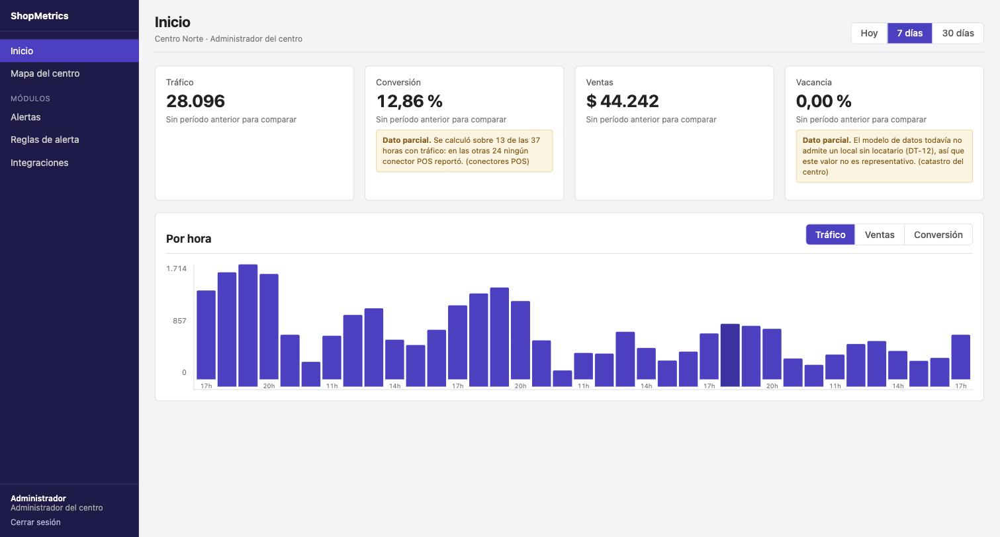 ShopMetrics
Inicio
Mapa del centro
MÓDULOS
Alertas
Reglas de alerta
Integraciones
Administrador
Administrador del centro
Cerrar sesión
Inicio
Centro Norte · Administrador del centro
Hoy
7 días
30 días
Tráfico
28.096
Sin período anterior para comparar
Conversión
12,86 %
Sin período anterior para comparar
Dato parcial. Se calculó sobre 13 de las 37
horas con tráfico: en las otras 24 ningún
conector POS reportó. (conectores POS)
Ventas
$ 44.242
Sin período anterior para comparar
Vacancia
0,00 %
Sin período anterior para comparar
Dato parcial. El modelo de datos todavía no
admite un local sin locatario (DT-12), así que
este valor no es representativo. (catastro del
centro)
Por hora
Tráfico
Ventas
Conversión
1.714
857
0
17h
20h
11h
14h
17h
20h
11h
14h
17h
20h
11h
14h
17h